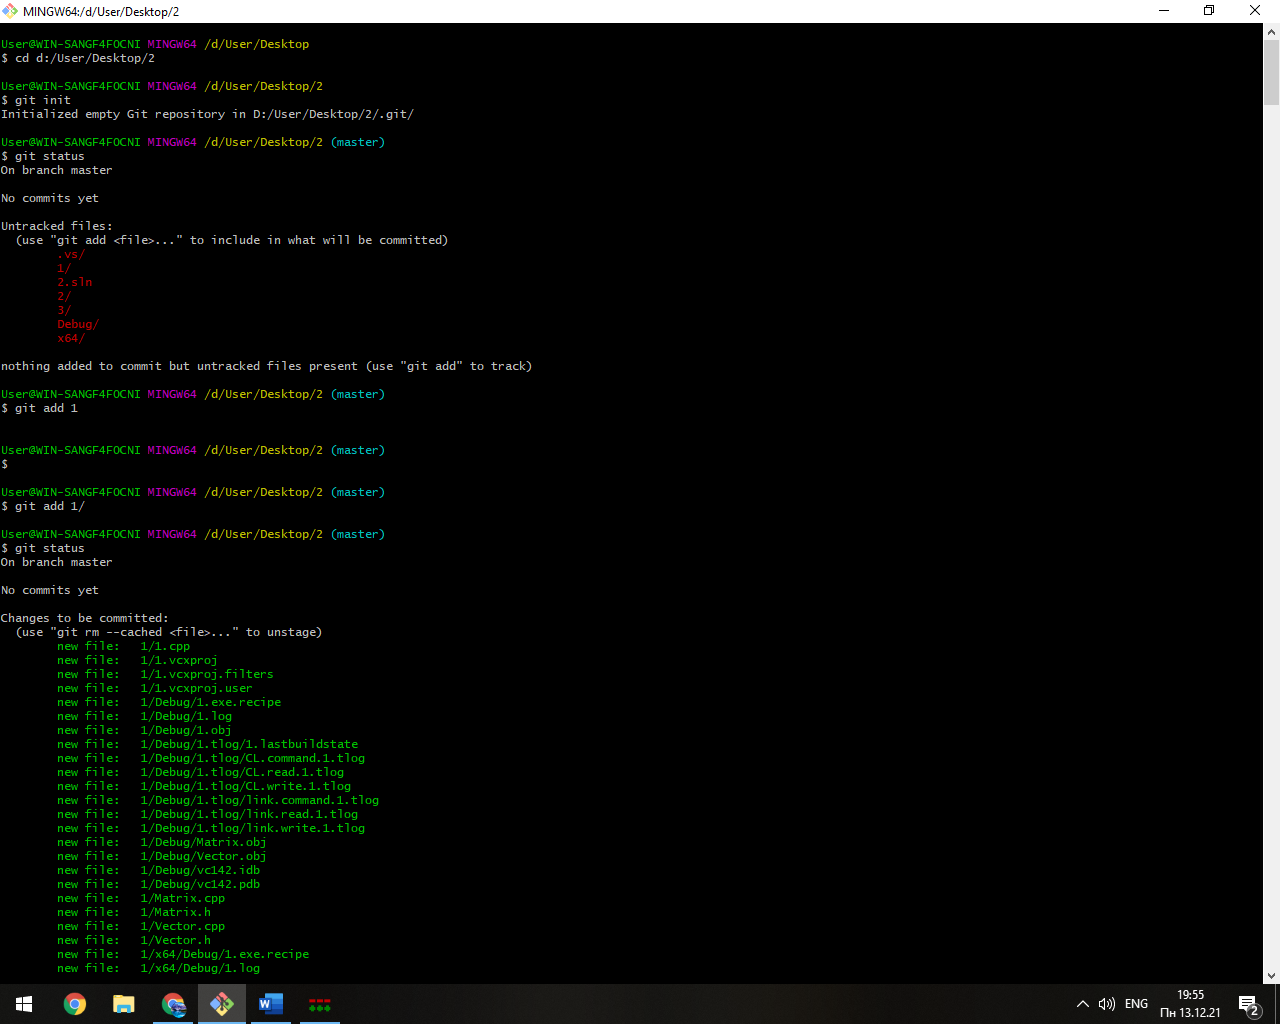 MINGW64:/d/User/Desktop/2
User@WIN-SANGF4FOCNI MINGW64 /d/User/Desktop
$ cd d:/User/Desktop/2
User@WIN-SANGF4FOCNI MINGW64 /d/User/Desktop/2
$ git init
Initialized empty Git repository in D:/User/Desktop/2/.git/
User@WIN-SANGF4FOCNI MINGW64 /d/User/Desktop/2 (master)
$ git status
On branch master
No commits yet
Untracked files:
(use "git add <file>..." to include in what will be committed)
.vs/
1/
2.sln
2/
3/
Debug/
x64/
nothing added to commit but untracked files present (use "git add" to track)
User@WIN-SANGF4FOCNI MINGW64 /d/User/Desktop/2 (master)
$ git add 1
User@WIN-SANGF4FOCNI MINGW64 /d/User/Desktop/2 (master)
$
User@WIN-SANGF4FOCNI MINGW64 /d/User/Desktop/2 (master)
$ git add 1/
User@WIN-SANGF4FOCNI MINGW64 /d/User/Desktop/2 (master)
$ git status
On branch master
No commits yet
Changes to be committed:
(use "git rm --cached <file>..." to unstage)
new file:   1/1.cpp
new file:   1/1.vcxproj
new file:   1/1.vcxproj.filters
new file:   1/1.vcxproj.user
new file:   1/Debug/1.exe.recipe
new file:   1/Debug/1.log
new file:   1/Debug/1.obj
new file:   1/Debug/1.tlog/1.lastbuildstate
new file:   1/Debug/1.tlog/CL.command.1.tlog
new file:   1/Debug/1.tlog/CL.read.1.tlog
new file:   1/Debug/1.tlog/CL.write.1.tlog
new file:   1/Debug/1.tlog/link.command.1.tlog
new file:   1/Debug/1.tlog/link.read.1.tlog
new file:   1/Debug/1.tlog/link.write.1.tlog
new file:   1/Debug/Matrix.obj
new file:   1/Debug/Vector.obj
new file:   1/Debug/vc142.idb
new file:   1/Debug/vc142.pdb
new file:   1/Matrix.cpp
new file:   1/Matrix.h
new file:   1/Vector.cpp
new file:   1/Vector.h
new file:   1/x64/Debug/1.exe.recipe
new file:   1/x64/Debug/1.log
W
ENG
19:55
Пн 13.12.21
2